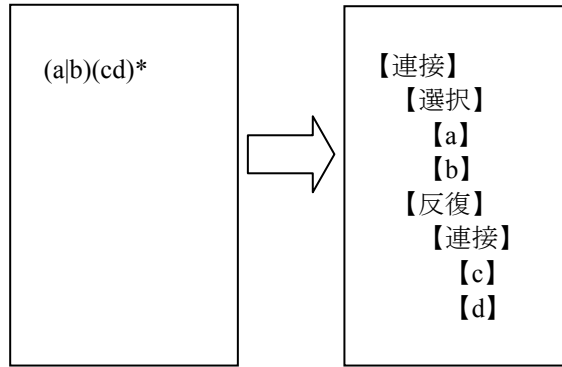 (a|b)(cd)*
【連接】
【選択】
【a】
【b】
【反復】
【連接】
【c】
【d】